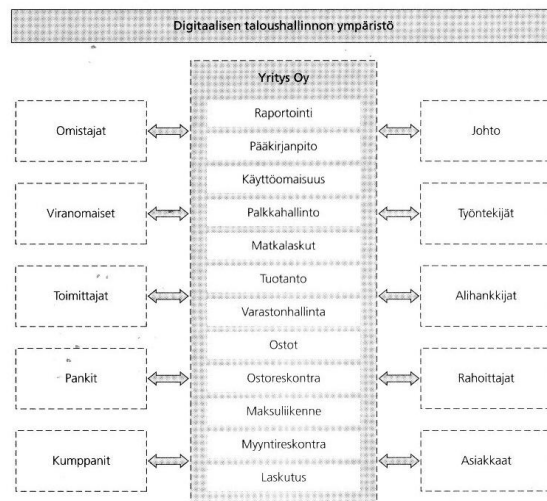 Digitaalisen taloushallinnon ympäristö
Yritys Oy
Omistajat
Viranomaiset
Toimittajat
Pankit
Kumppanit
Raportointi
Pääkirjanpito
Käyttöomaisuus
Palkkahallinto
Matkalaskut
Tuotanto
Varastonhallinta
Ostot
Ostoreskontra
Maksuliikenne
Myyntireskontra
Laskutus
Johto
Työntekijät
Alihankkijat
Rahoittajat
Asiakkaat